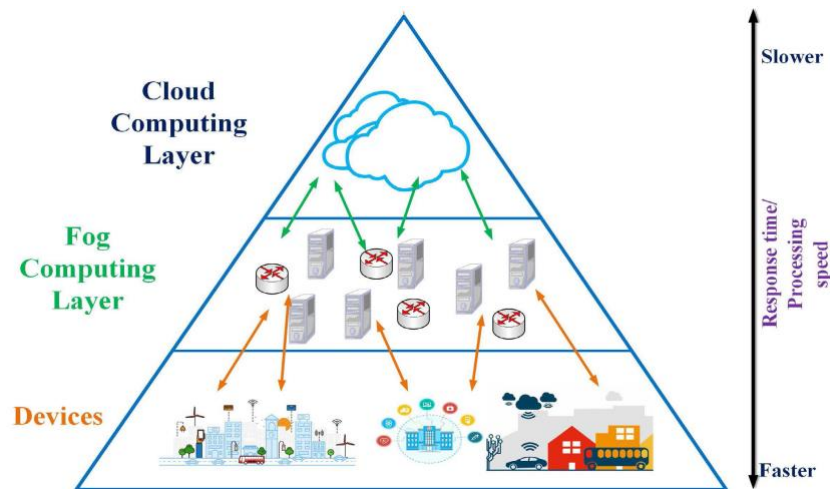 Cloud
Computing
Layer
Fog
Computing
Layer
Devices
Slower
Response time/
Processing
speed
Faster